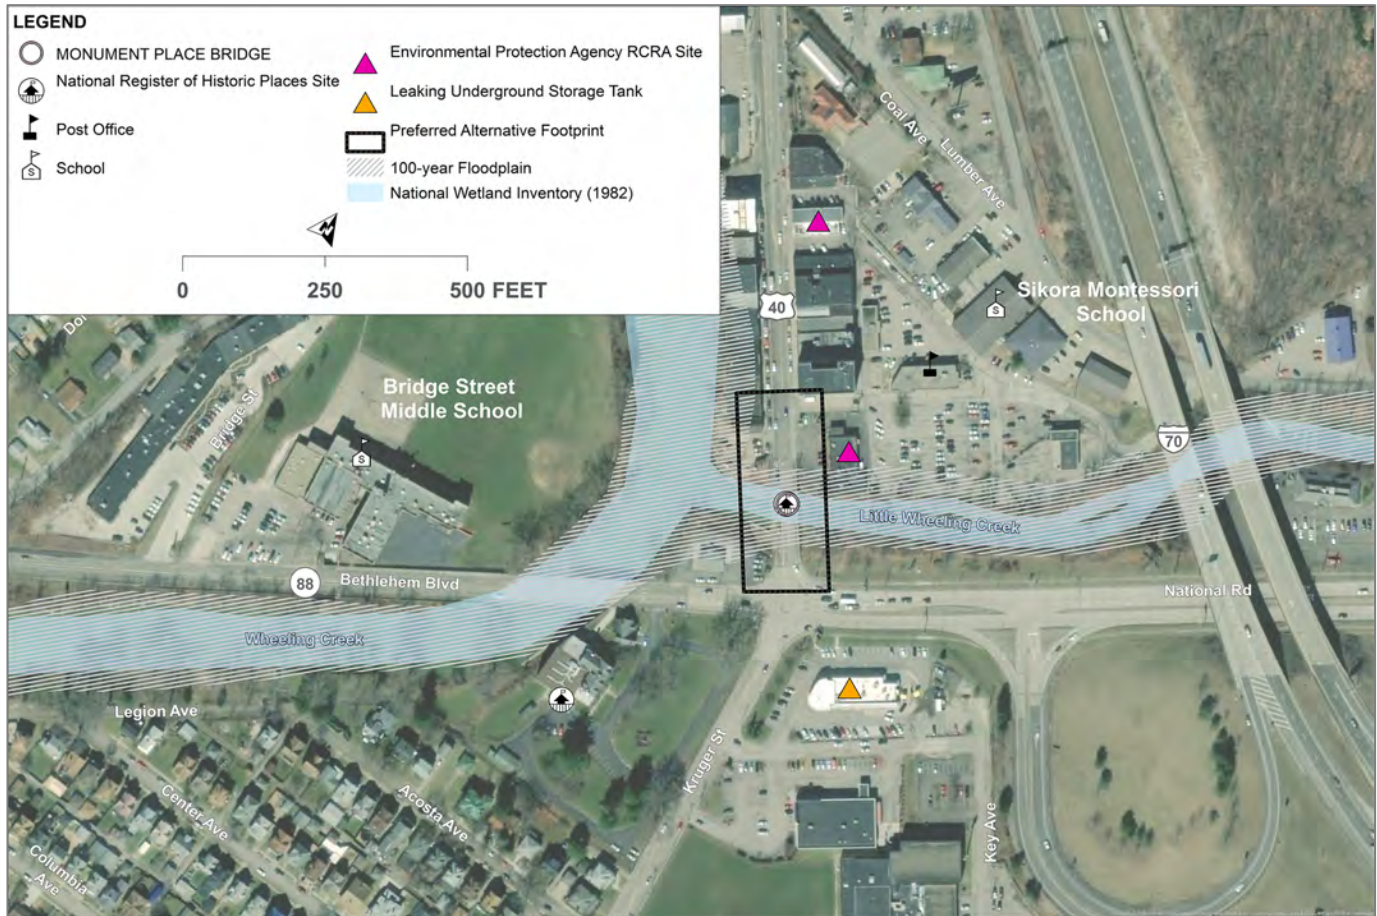 LEGEND
MONUMENT PLACE BRIDGE
National Register of Historic Places Site
Post Office
S
School
Environmental Protection Agency RCRA Site
Leaking Underground Storage Tank
Preferred Alternative Footprint
100-year Floodplain
National Wetland Inventory (1982)
N
0 250 500 FEET
Coal Ave
Lumber Ave
40
Sikora Montessori
School
S
Bridge St
Bridge Street
Middle School
S
70
Little Wheeling Creek
88
Bethlehem Blvd
National Rd
Wheeling Creek
Legion Ave
Center Ave
Acosta Ave
Columbia
Ave
Kruger St
Key Ave